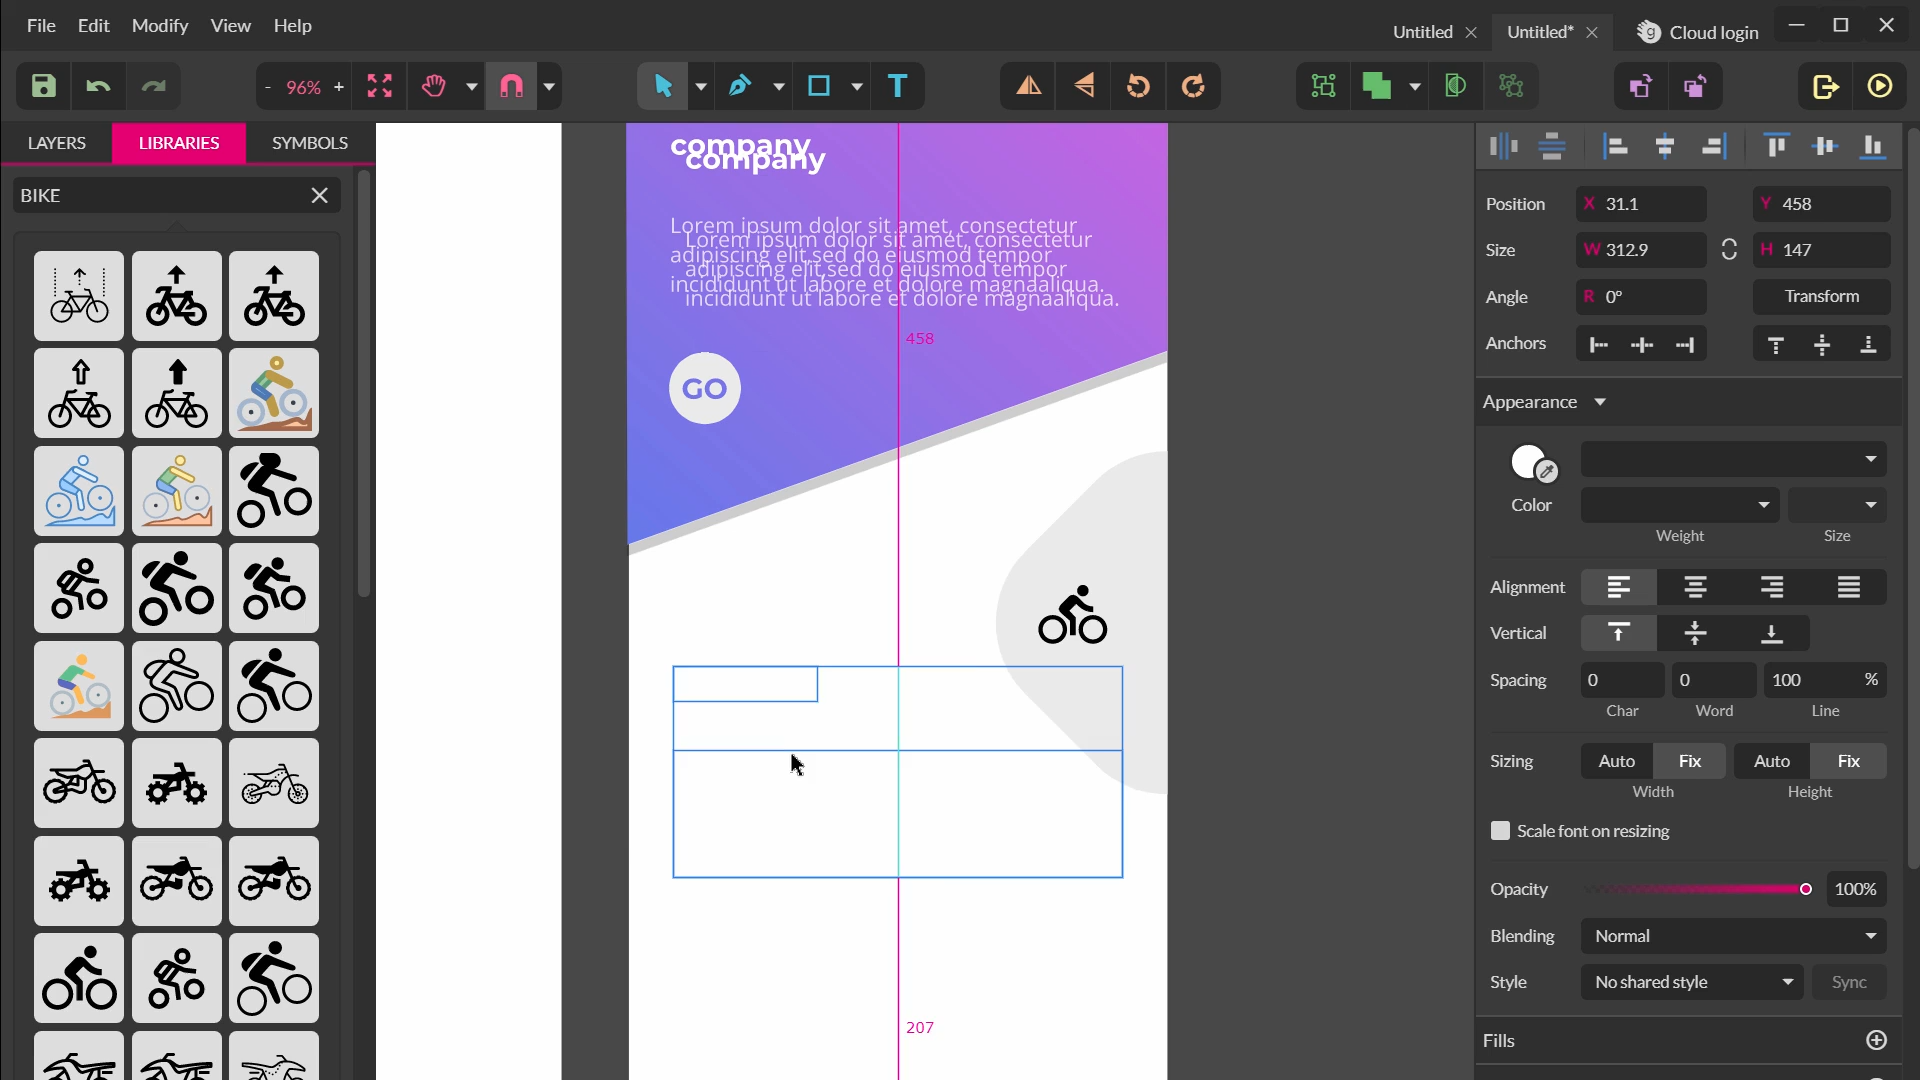 File Edit Modify View Help
Untitled Untitled* Cloud login
- 96% +
T
LAYERS LIBRARIES SYMBOLS
BIKE
company
company
Lorem ipsum dolor sit amet, consectetur
Lorem ipsum dolor sit amet, consectetur
adipiscing elit,sed do eiusmod tempor
adipiscing elit,sed do eiusmod tempor
incididunt ut labore et dolore magnaaliqua.
incididunt ut labore et dolore magnaaliqua.
458
GO
207
Position X 31.1 Y 458
Size W 312.9 H 147
Angle R 0° Transform
Anchors
Appearance
Color
Weight Size
Alignment
Vertical
Spacing 0 0 100 %
Char Word Line
Sizing Auto Fix Auto Fix
Width Height
Scale font on resizing
Opacity 100%
Blending Normal
Style No shared style Sync
Fills